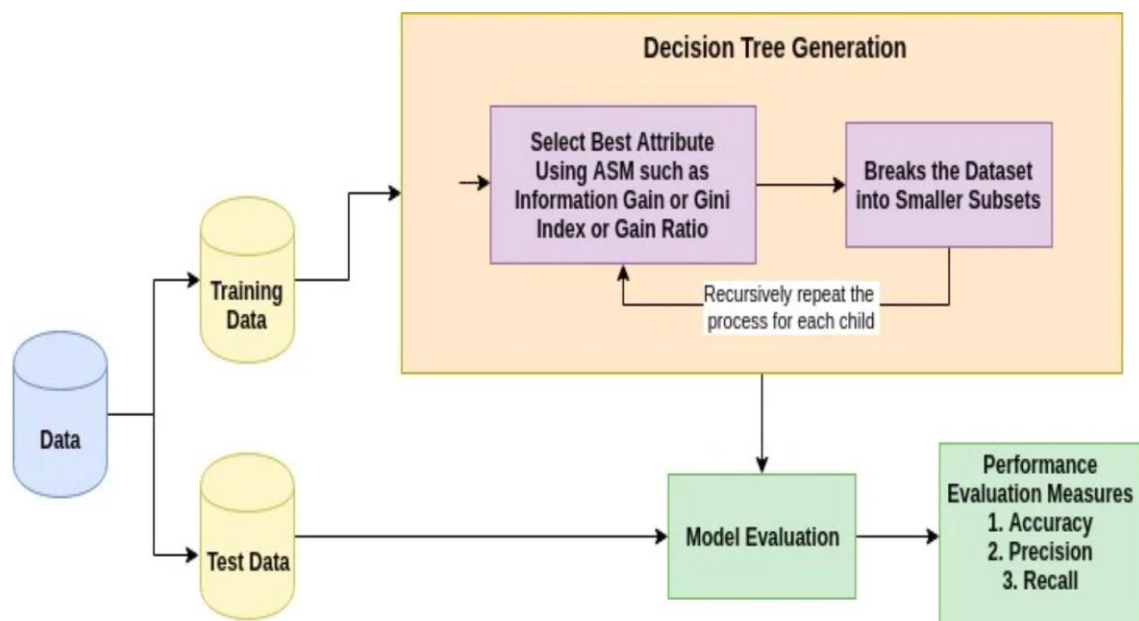 Decision Tree Generation
Select Best Attribute
Using ASM such as
Information Gain or Gini
Index or Gain Ratio
Breaks the Dataset
into Smaller Subsets
Recursively repeat the
process for each child
Training
Data
Data
Test Data
Model Evaluation
Performance
Evaluation Measures
1. Accuracy
2. Precision
3. Recall